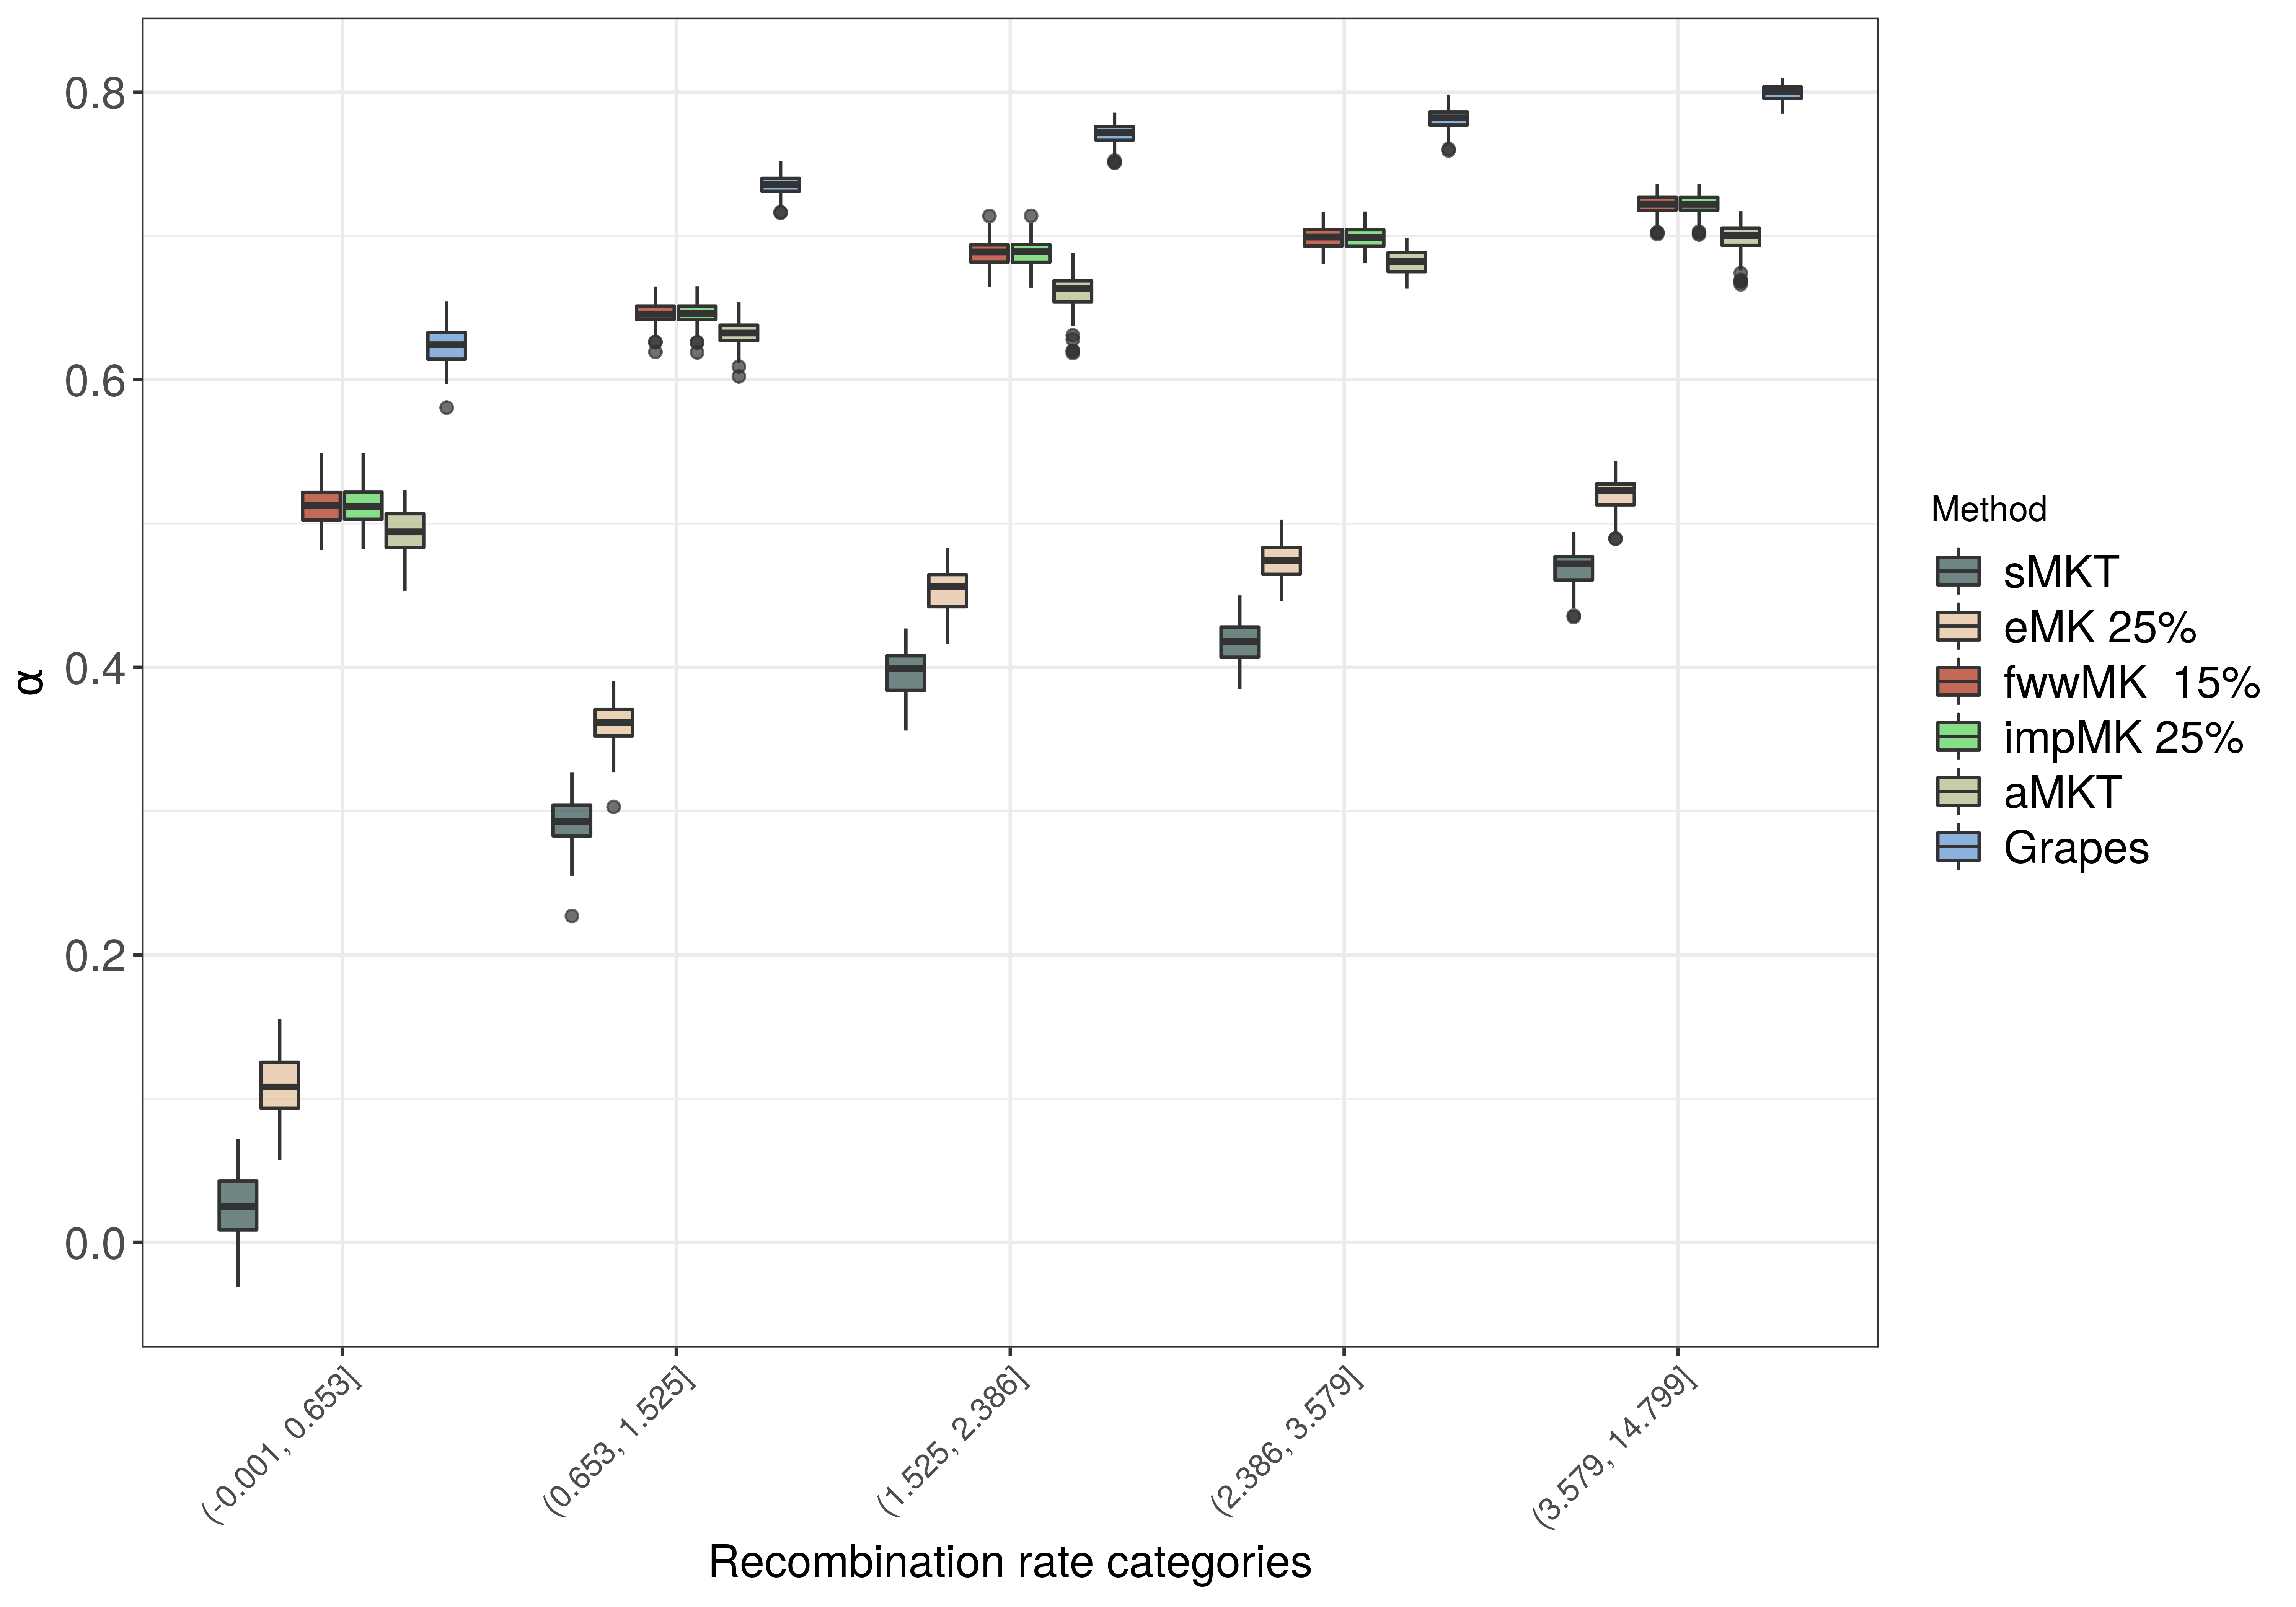 0.8
0.6
0.4
0.2
0.0
α
(-0.001, 0.653]
(0.653, 1.525]
(1.525, 2.386]
(2.386, 3.579]
(3.579, 14.799]
Recombination rate categories
Method
sMKT
eMK 25%
fwwMK  15%
impMK 25%
aMKT
Grapes